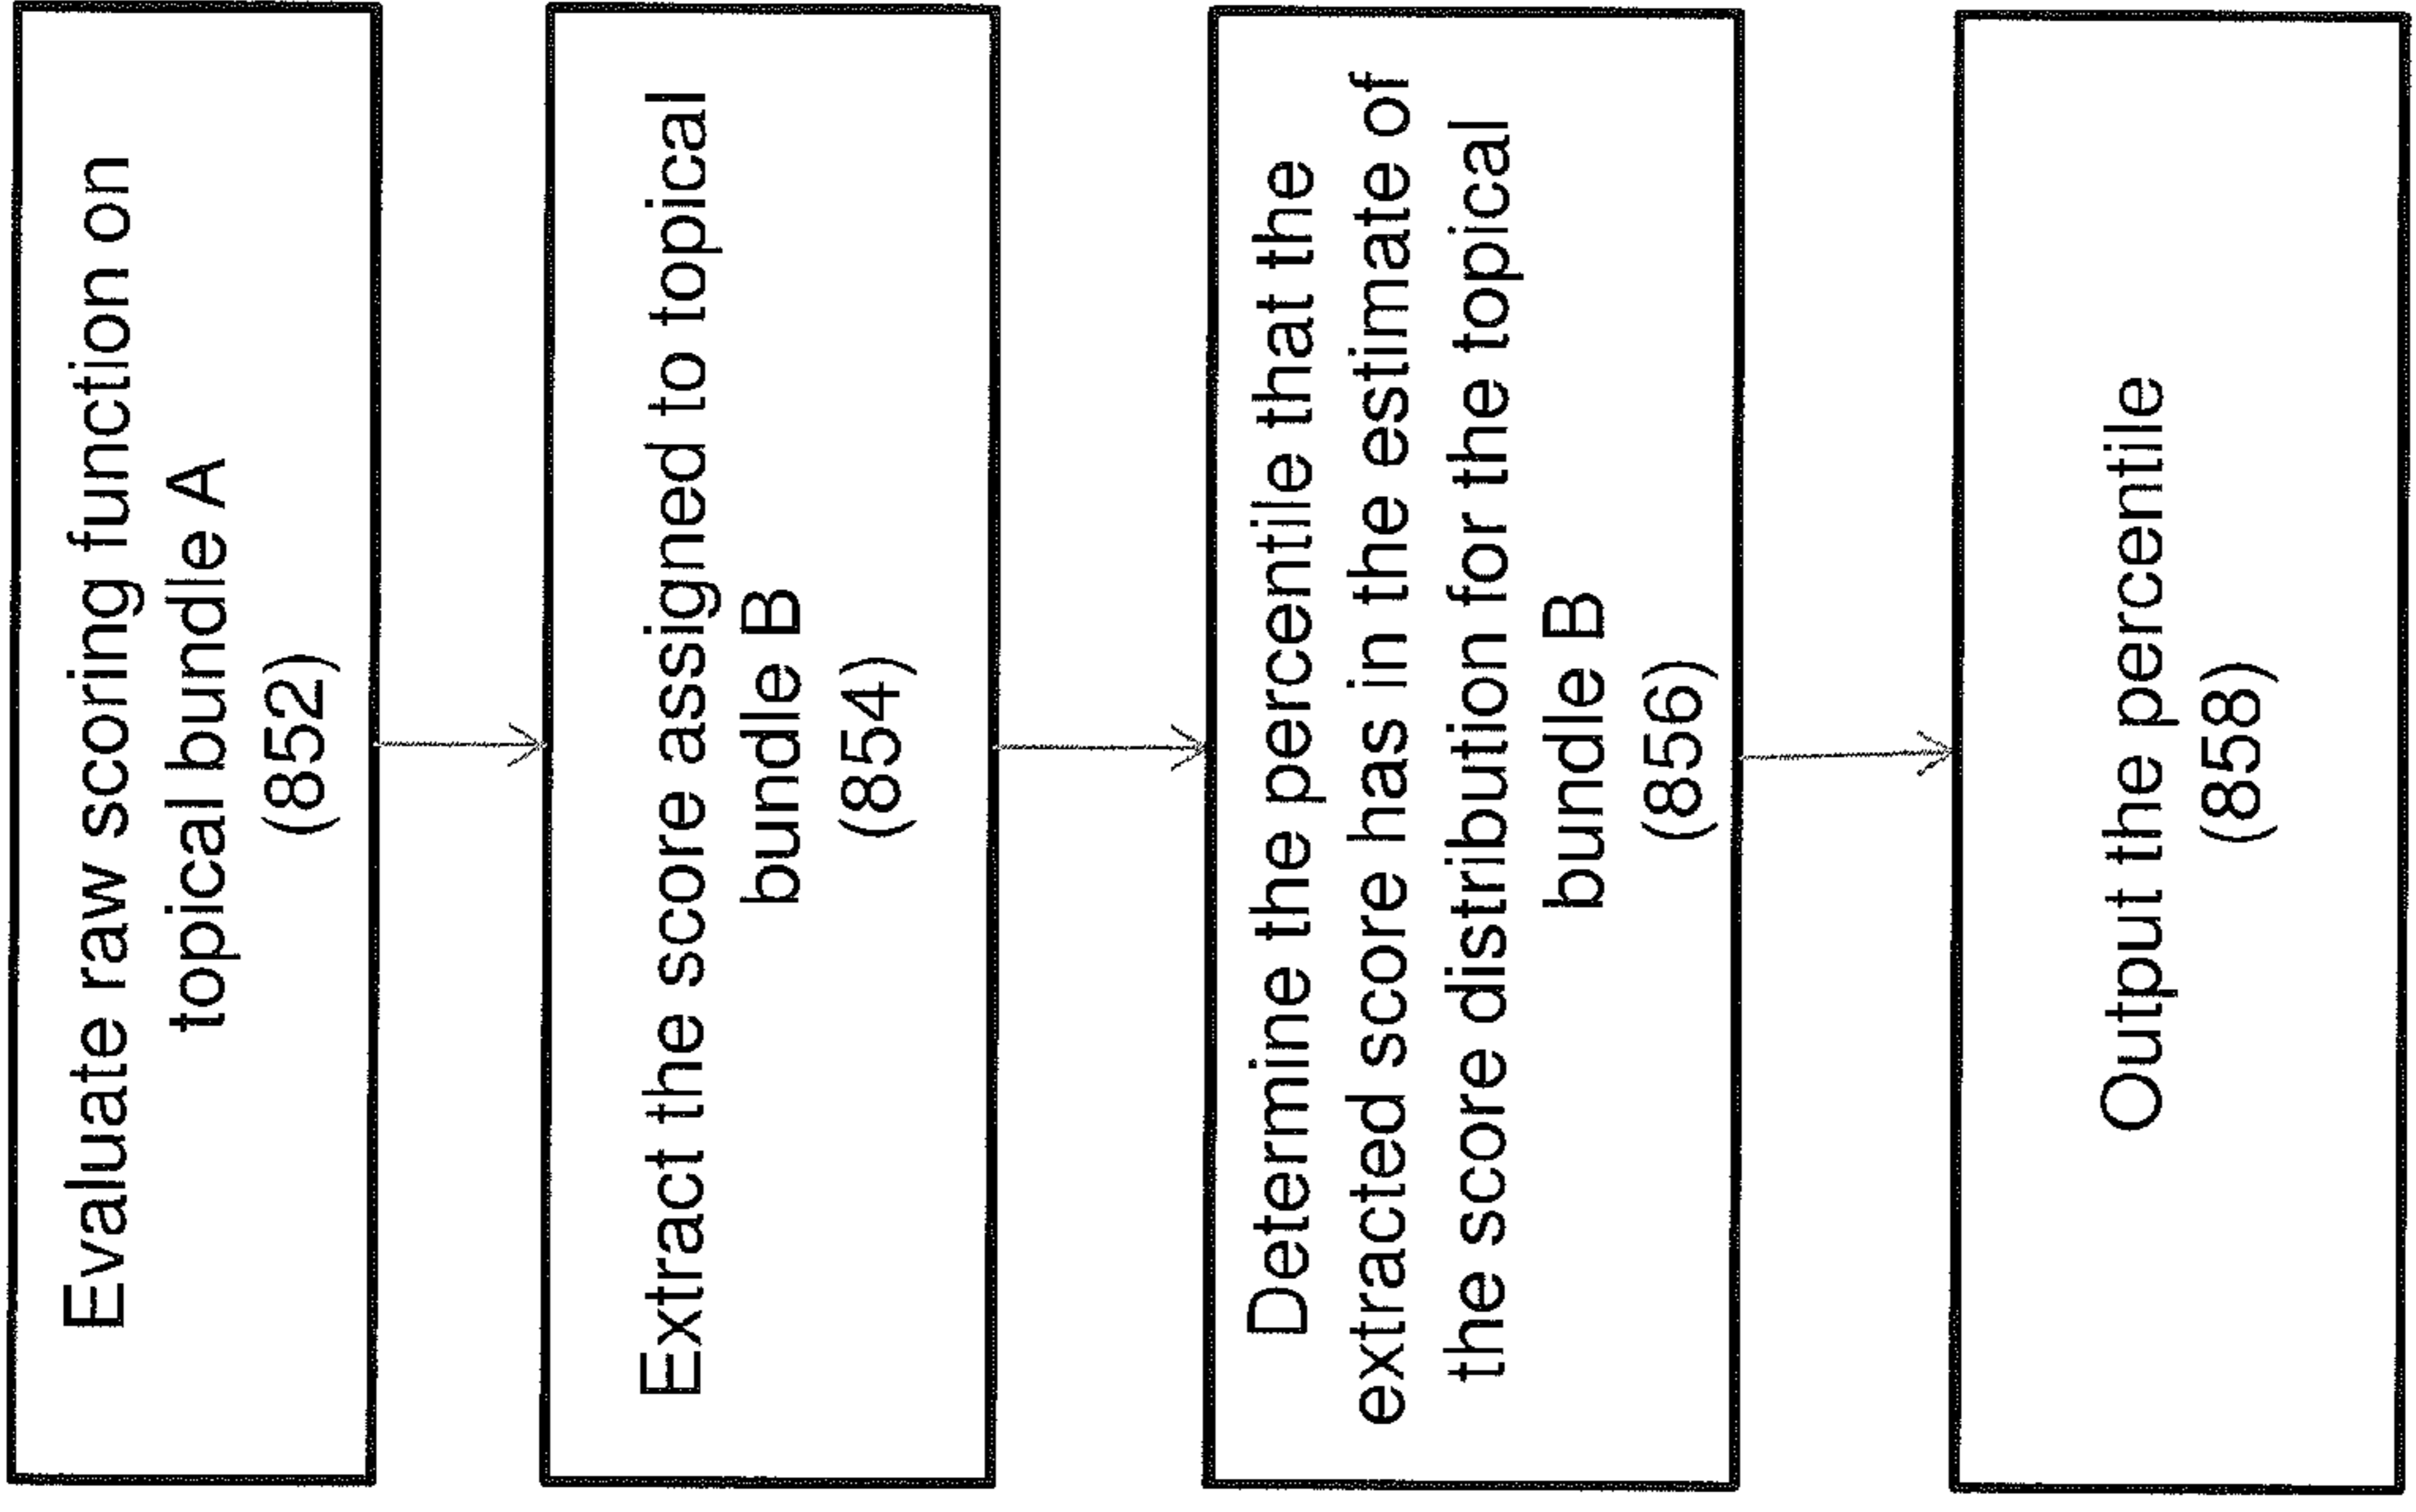 Evaluate raw scoring function on
topical bundle A
(852)
Extract the score assigned to topical
bundle B
(854)
Determine the percentile that the
extracted score has in the estimate of
the score distribution for the topical
bundle B
(856)
Output the percentile
(858)